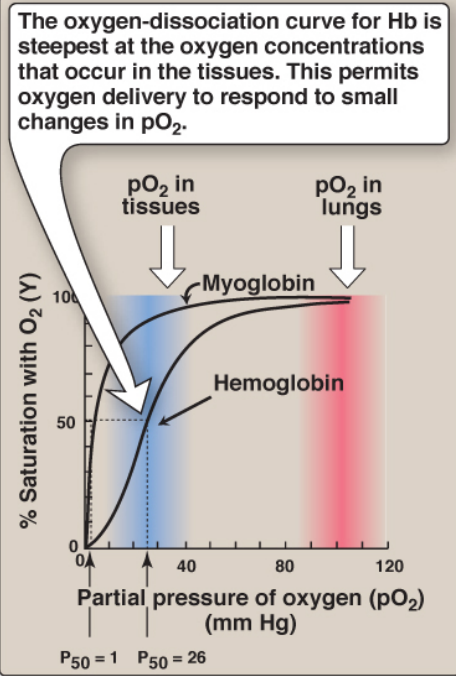 The oxygen-dissociation curve for Hb is
steepest at the oxygen concentrations
that occur in the tissues. This permits
oxygen delivery to respond to small
changes in pO₂.
pO₂ in
tissues
pO₂ in
lungs
% Saturation with O₂ (Y)
100
50
0
Myoglobin
Hemoglobin
0
40
80
120
Partial pressure of oxygen (pO₂)
(mm Hg)
P₅₀ = 1
P₅₀ = 26